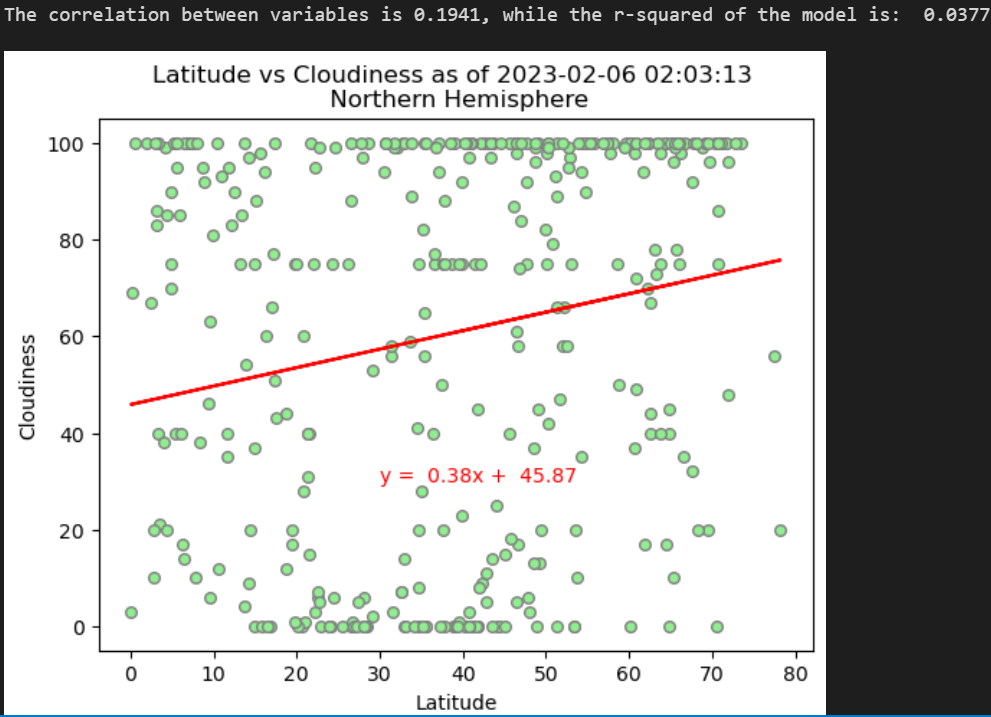 The correlation between variables is 0.1941, while the r-squared of the model is:  0.0377
Latitude vs Cloudiness as of 2023-02-06 02:03:13
Northern Hemisphere
100
80
60
40
20
0
Cloudiness
y =  0.38x +  45.87
0 10 20 30 40 50 60 70 80
Latitude